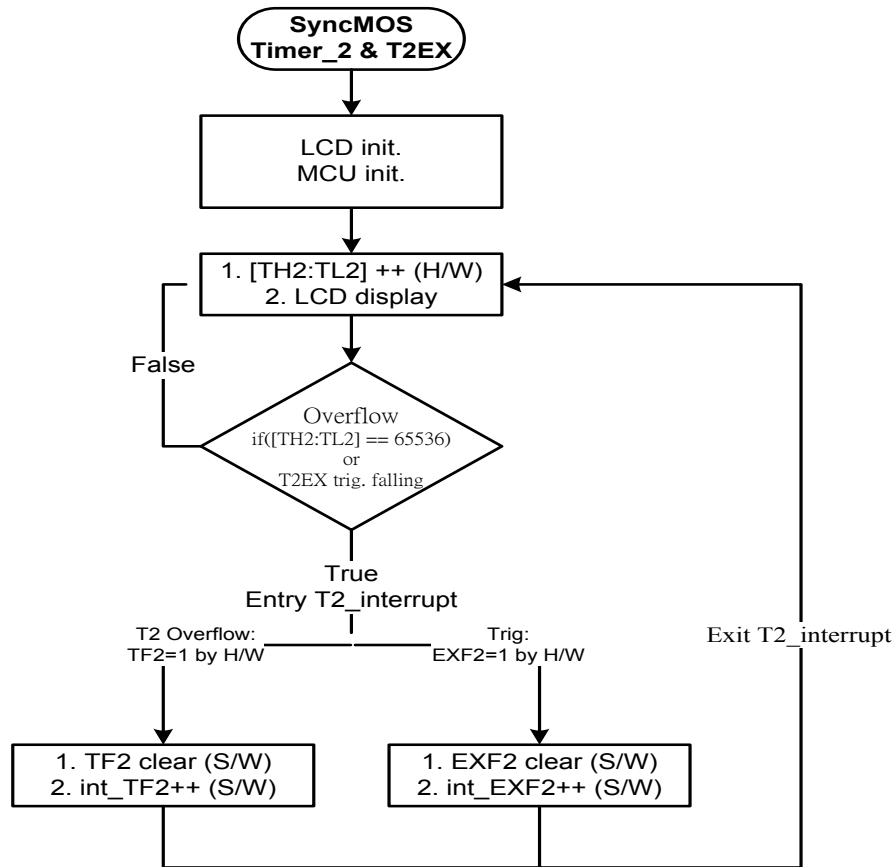 SyncMOS
Timer_2 & T2EX
LCD init.
MCU init.
1. [TH2:TL2] ++ (H/W)
2. LCD display
False
Overflow
if([TH2:TL2] == 65536)
or
T2EX trig. falling
True
Entry T2_interrupt
T2 Overflow:
TF2=1 by H/W
Trig:
EXF2=1 by H/W
Exit T2_interrupt
1. TF2 clear (S/W)
2. int_TF2++ (S/W)
1. EXF2 clear (S/W)
2. int_EXF2++ (S/W)